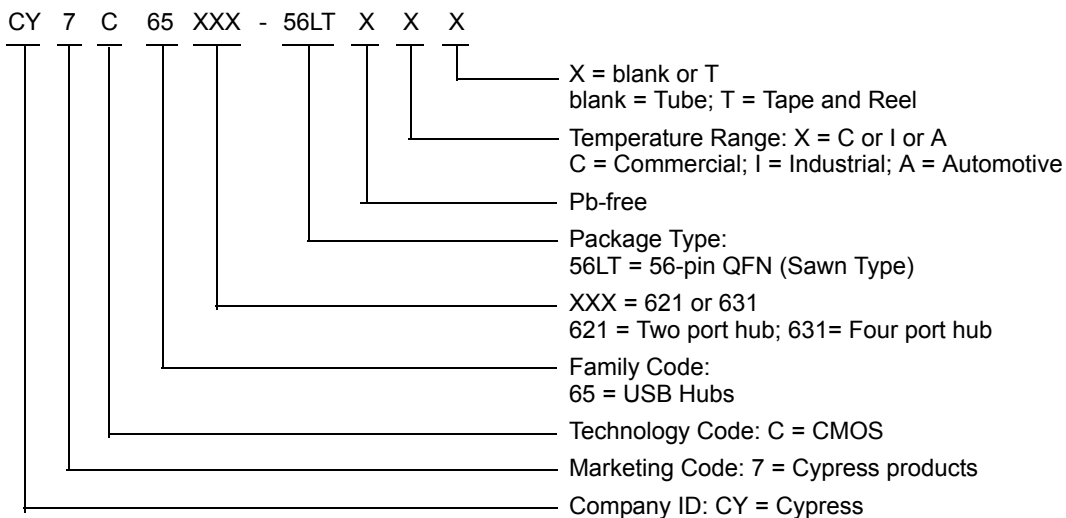 CY 7 C 65 XXX - 56LT X X X
X = blank or T
blank = Tube; T = Tape and Reel
Temperature Range: X = C or I or A
C = Commercial; I = Industrial; A = Automotive
Pb-free
Package Type:
56LT = 56-pin QFN (Sawn Type)
XXX = 621 or 631
621 = Two port hub; 631= Four port hub
Family Code:
65 = USB Hubs
Technology Code: C = CMOS
Marketing Code: 7 = Cypress products
Company ID: CY = Cypress